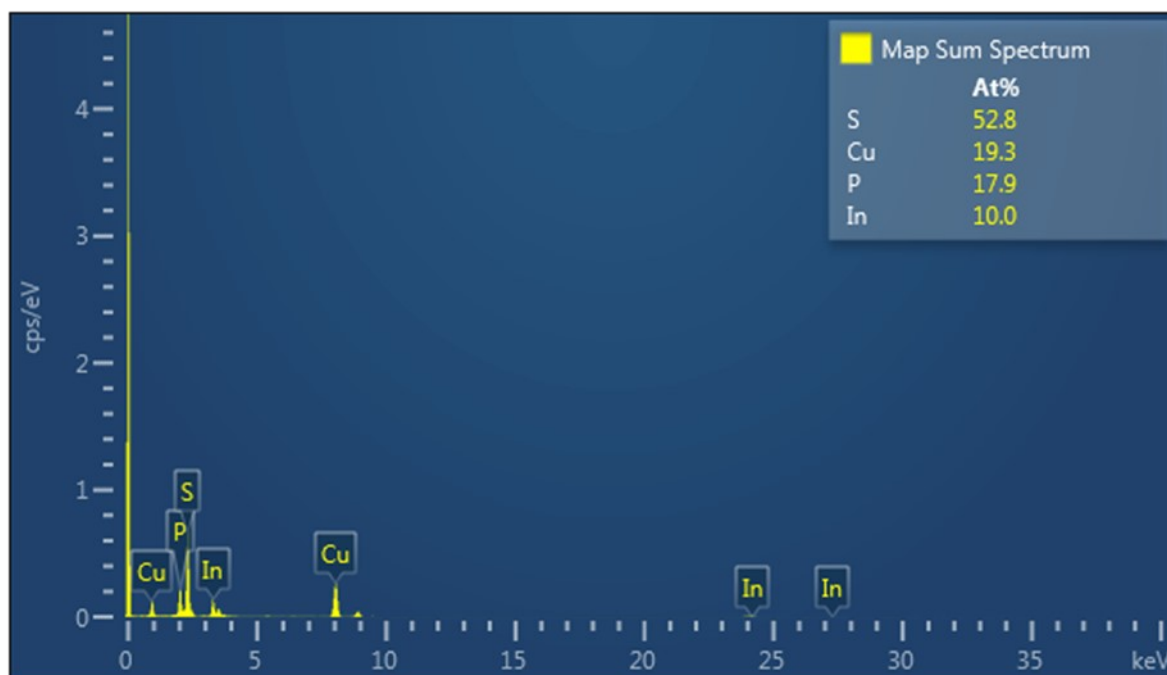 Map Sum Spectrum
At%
S 52.8
Cu 19.3
P 17.9
In 10.0
4
3
cps/eV
2
1
S
P
Cu
In
Cu
In
In
0
0 5 10 15 20 25 30 35 keV